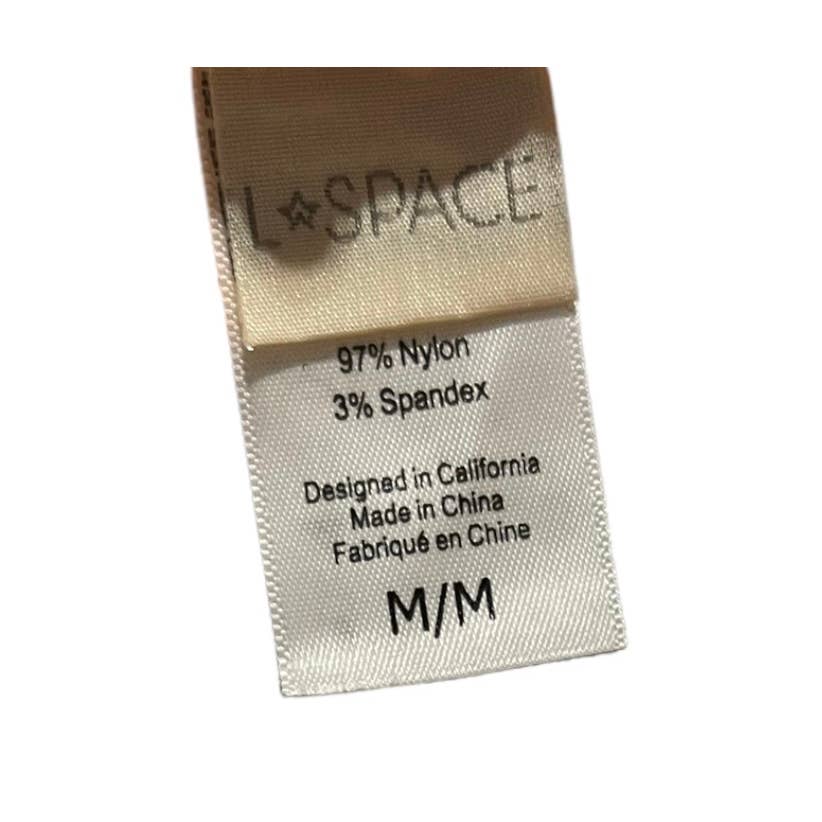 L★SPACE
97% Nylon
3% Spandex
Designed in California
Made in China
Fabriqué en Chine
M/M